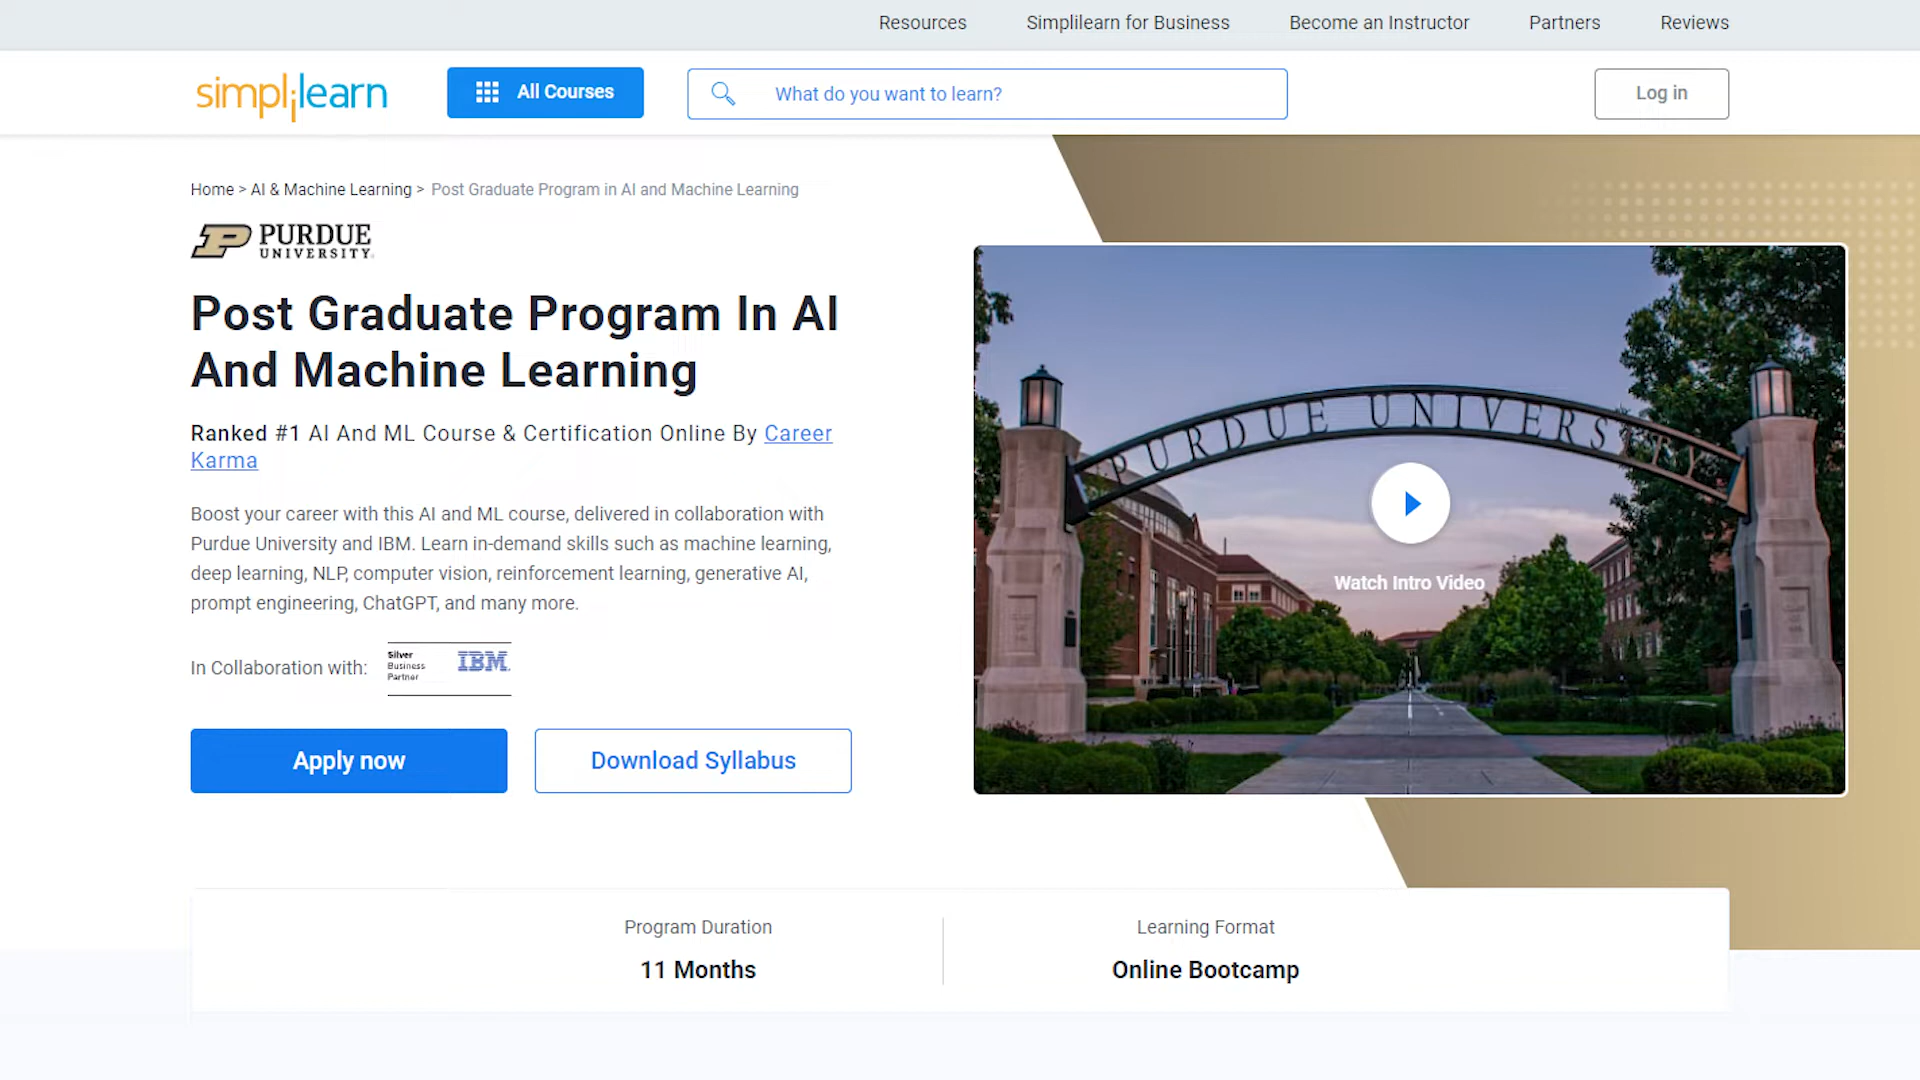 Resources Simplilearn for Business Become an Instructor Partners Reviews
simplilearn All Courses What do you want to learn? Log in
Home > AI & Machine Learning > Post Graduate Program in AI and Machine Learning
PURDUE
UNIVERSITY
Post Graduate Program In AI
And Machine Learning
Ranked #1 AI And ML Course & Certification Online By Career
Karma
Boost your career with this AI and ML course, delivered in collaboration with
Purdue University and IBM. Learn in-demand skills such as machine learning,
deep learning, NLP, computer vision, reinforcement learning, generative AI,
prompt engineering, ChatGPT, and many more.
In Collaboration with:
Silver
Business
Partner
IBM
Apply now Download Syllabus
PURDUE UNIVERSITY
Watch Intro Video
Program Duration
11 Months
Learning Format
Online Bootcamp